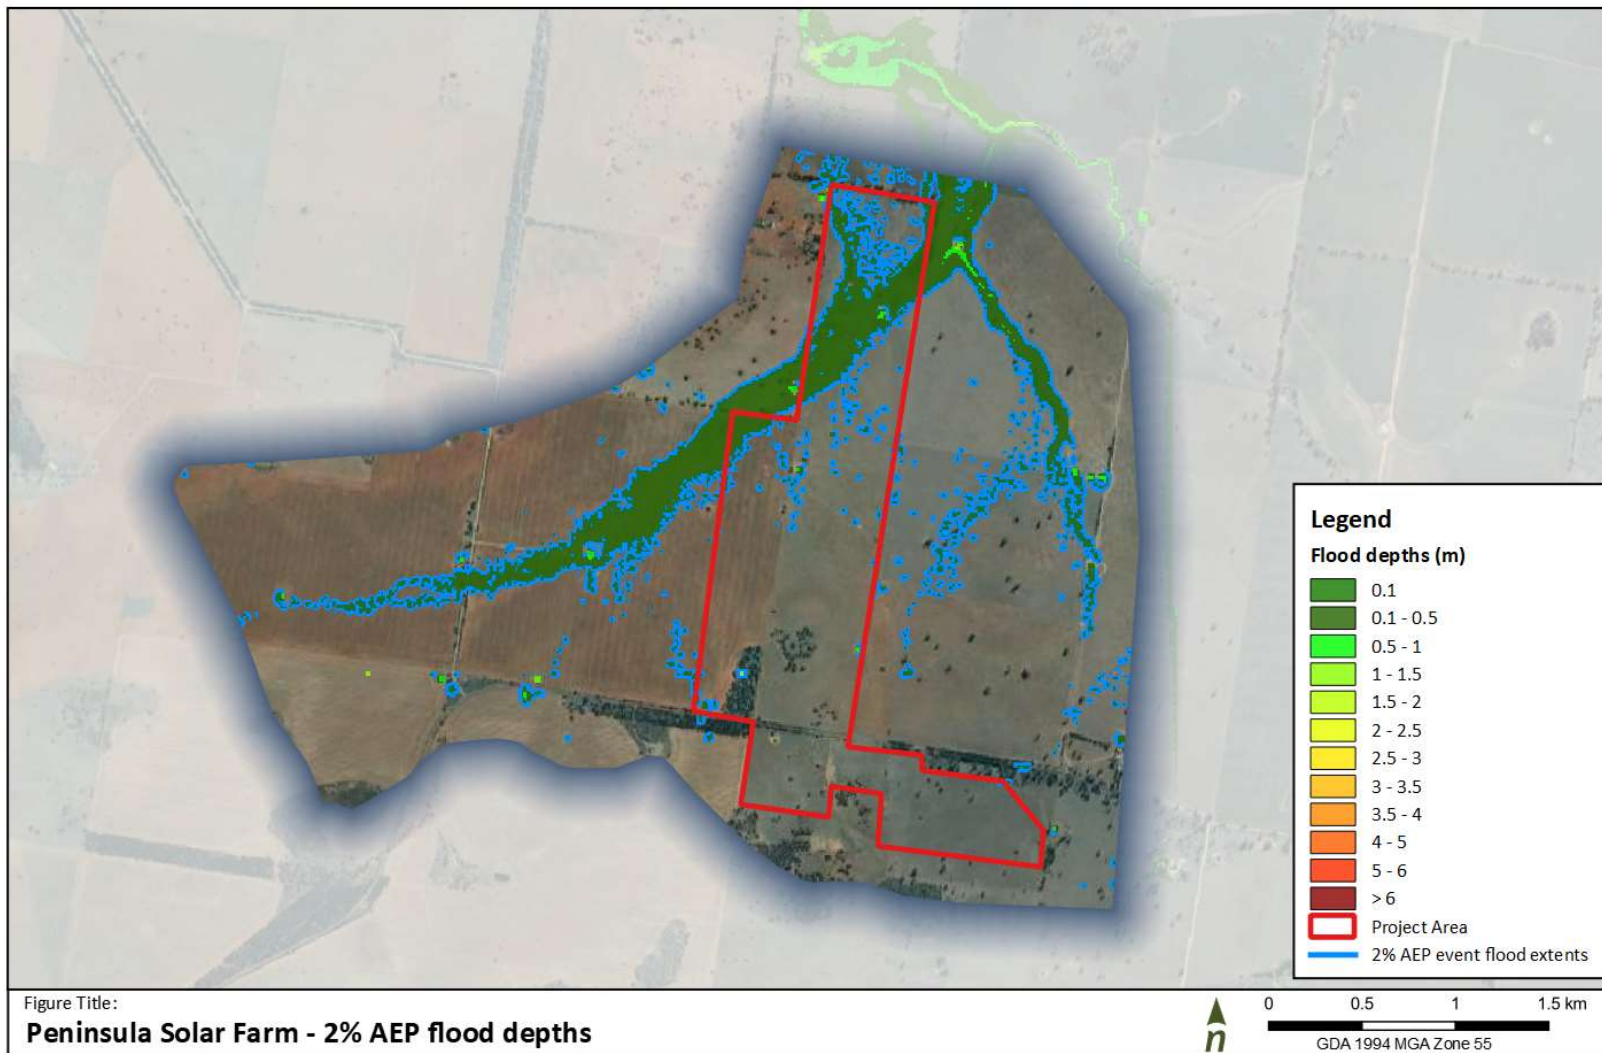 Legend
Flood depths (m)
0.1
0.1 - 0.5
0.5 - 1
1 - 1.5
1.5 - 2
2 - 2.5
2.5 - 3
3 - 3.5
3.5 - 4
4 - 5
5 - 6
> 6
Project Area
2% AEP event flood extents
Figure Title:
Peninsula Solar Farm - 2% AEP flood depths
n
0 0.5 1 1.5 km
GDA 1994 MGA Zone 55